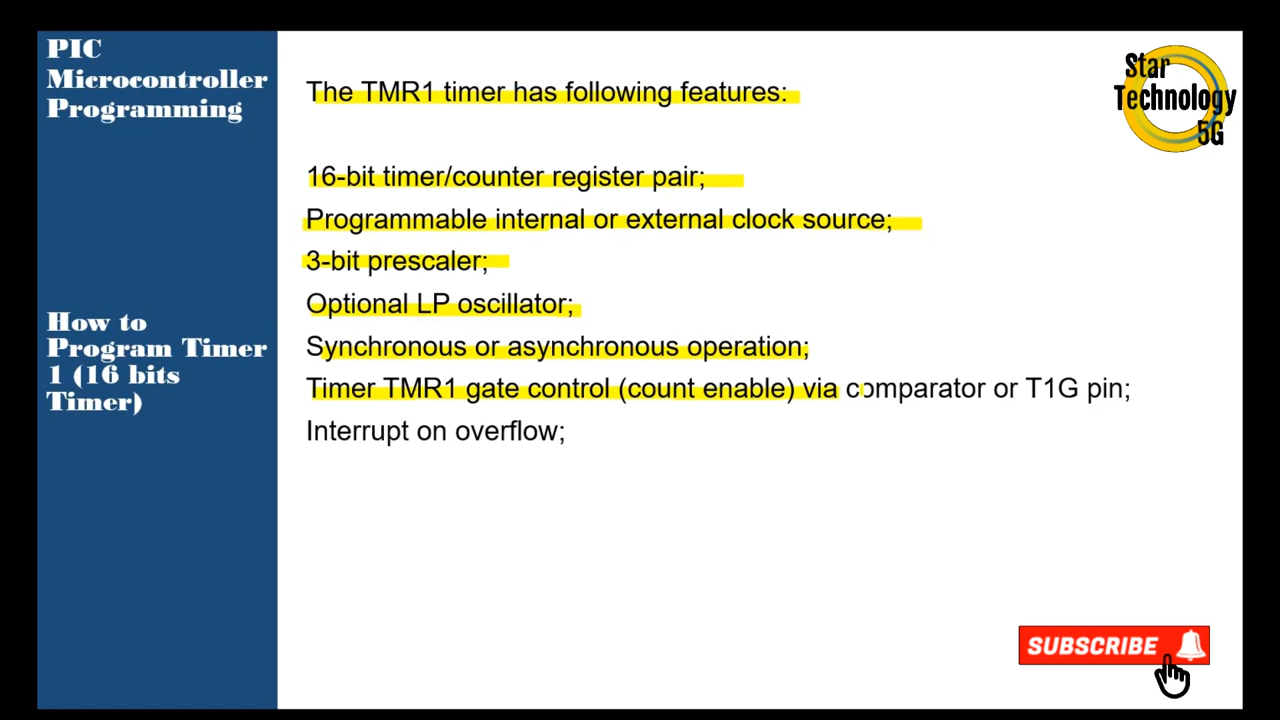 PIC
Microcontroller
Programming
How to
Program Timer
1 (16 bits
Timer)
The TMR1 timer has following features:
16-bit timer/counter register pair;
Programmable internal or external clock source;
3-bit prescaler;
Optional LP oscillator;
Synchronous or asynchronous operation;
Timer TMR1 gate control (count enable) via comparator or T1G pin;
Interrupt on overflow;
Star
Technology
5G
SUBSCRIBE